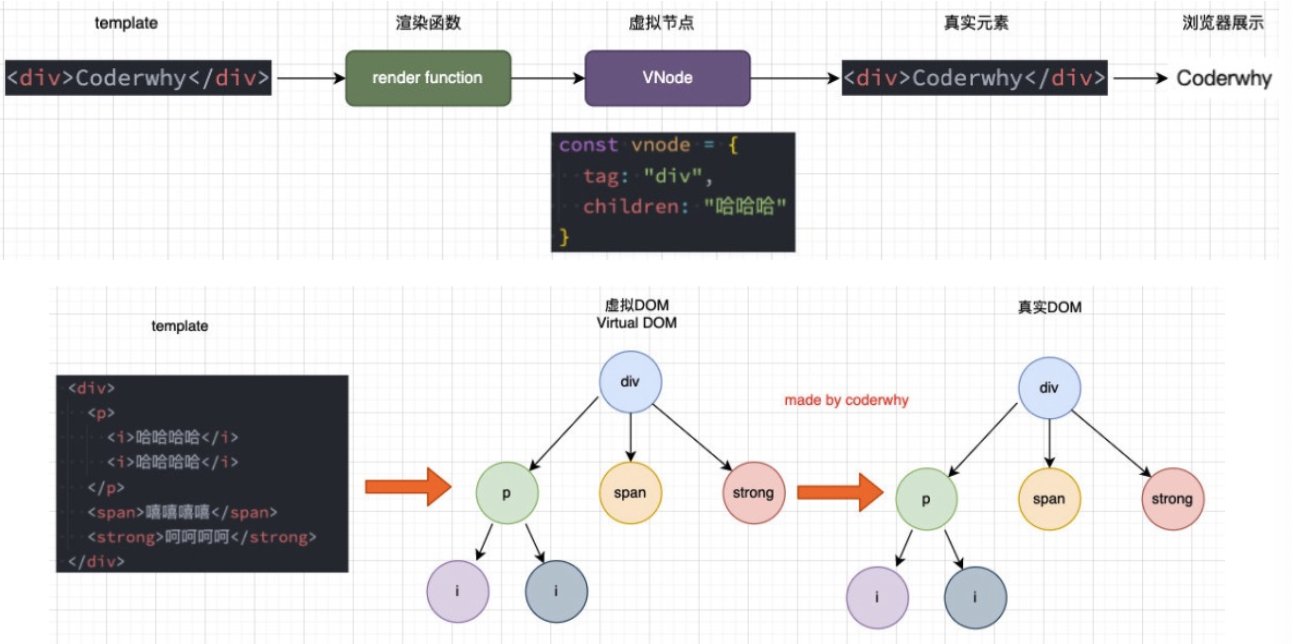 template
渲染函数
虚拟节点
真实元素
浏览器展示
<div>Coderwhy</div>
render function
VNode
<div>Coderwhy</div>
Coderwhy
const vnode = {
tag: "div",
children: "哈哈哈"
}
template
虚拟DOM
Virtual DOM
真实DOM
<div>
<p>
<i>哈哈哈哈</i>
<i>哈哈哈哈</i>
</p>
<span>嘻嘻嘻嘻</span>
<strong>呵呵呵呵</strong>
</div>
div
p
span
strong
i
i
made by coderwhy
div
p
span
strong
i
i